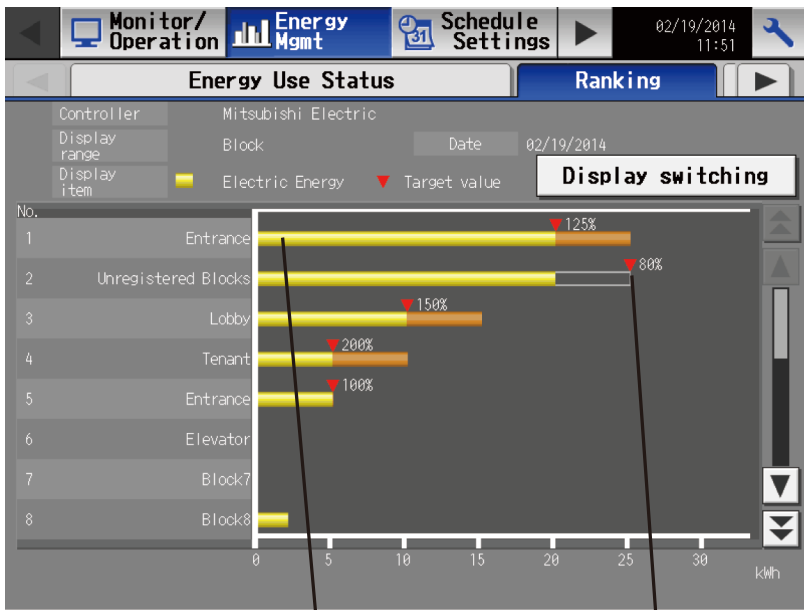 Monitor/
Operation
Energy
Mgmt
31
Schedule
Settings
02/19/2014
11:51
Energy Use Status
Ranking
Controller
Mitsubishi Electric
Display
range
Block
Date
02/19/2014
Display
item
Electric Energy
Target value
Display switching
No.
1 Entrance 125%
2 Unregistered Blocks 80%
3 Lobby 150%
4 Tenant 200%
5 Entrance 100%
6 Elevator
7 Block7
8 Block8
0 5 10 15 20 25 30
kWh